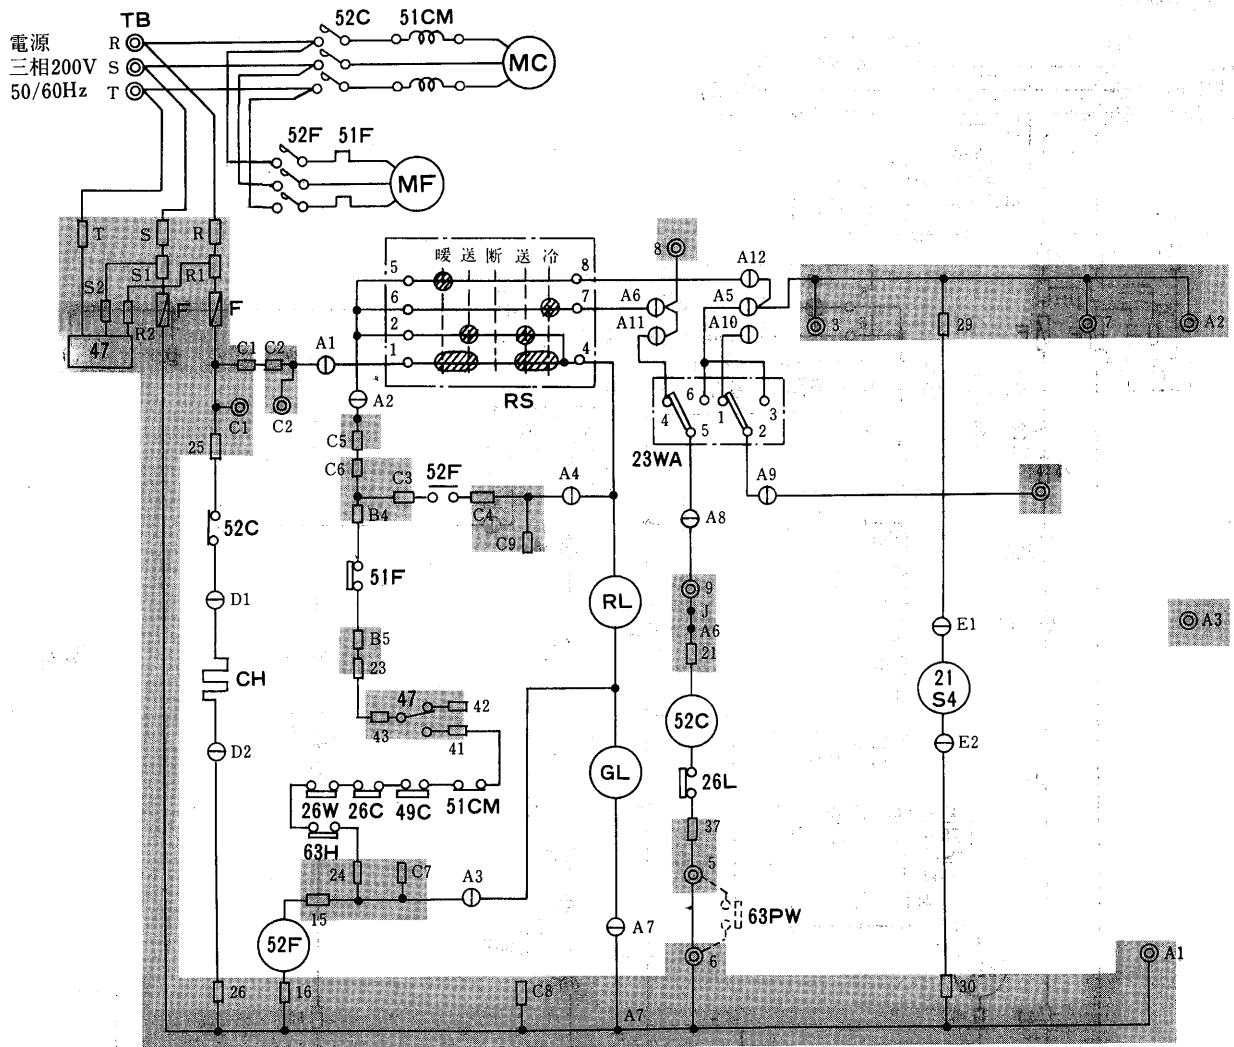 TB
52C 51CM
電源 R
三相200V S
50/60Hz T
MC
52F 51F
MF
T S R
S1 R1
S2
F F
R2
47
暖 送 断 送 冷
5 8
6 7
2
1 4
RS
8
A12
A6 A5
A11 A10
3 29 7 A2
C1 C2 A1
C1 C2 A2
4 6 1 3
5 2
23WA
25
C5
C6
C3 52F A4
A9
B4 C4
C9
52C
A8
51F
D1
RL
9
J
A6
21
E1
A3
B5
23
CH
21
S4
47 42
43 41
52C
D2
E2
GL
26L
26W 26C 49C 51CM
63H
37
24 C7
A3
5
15
63PW
A7
52F
6
A1
26 16 C8 30
A7